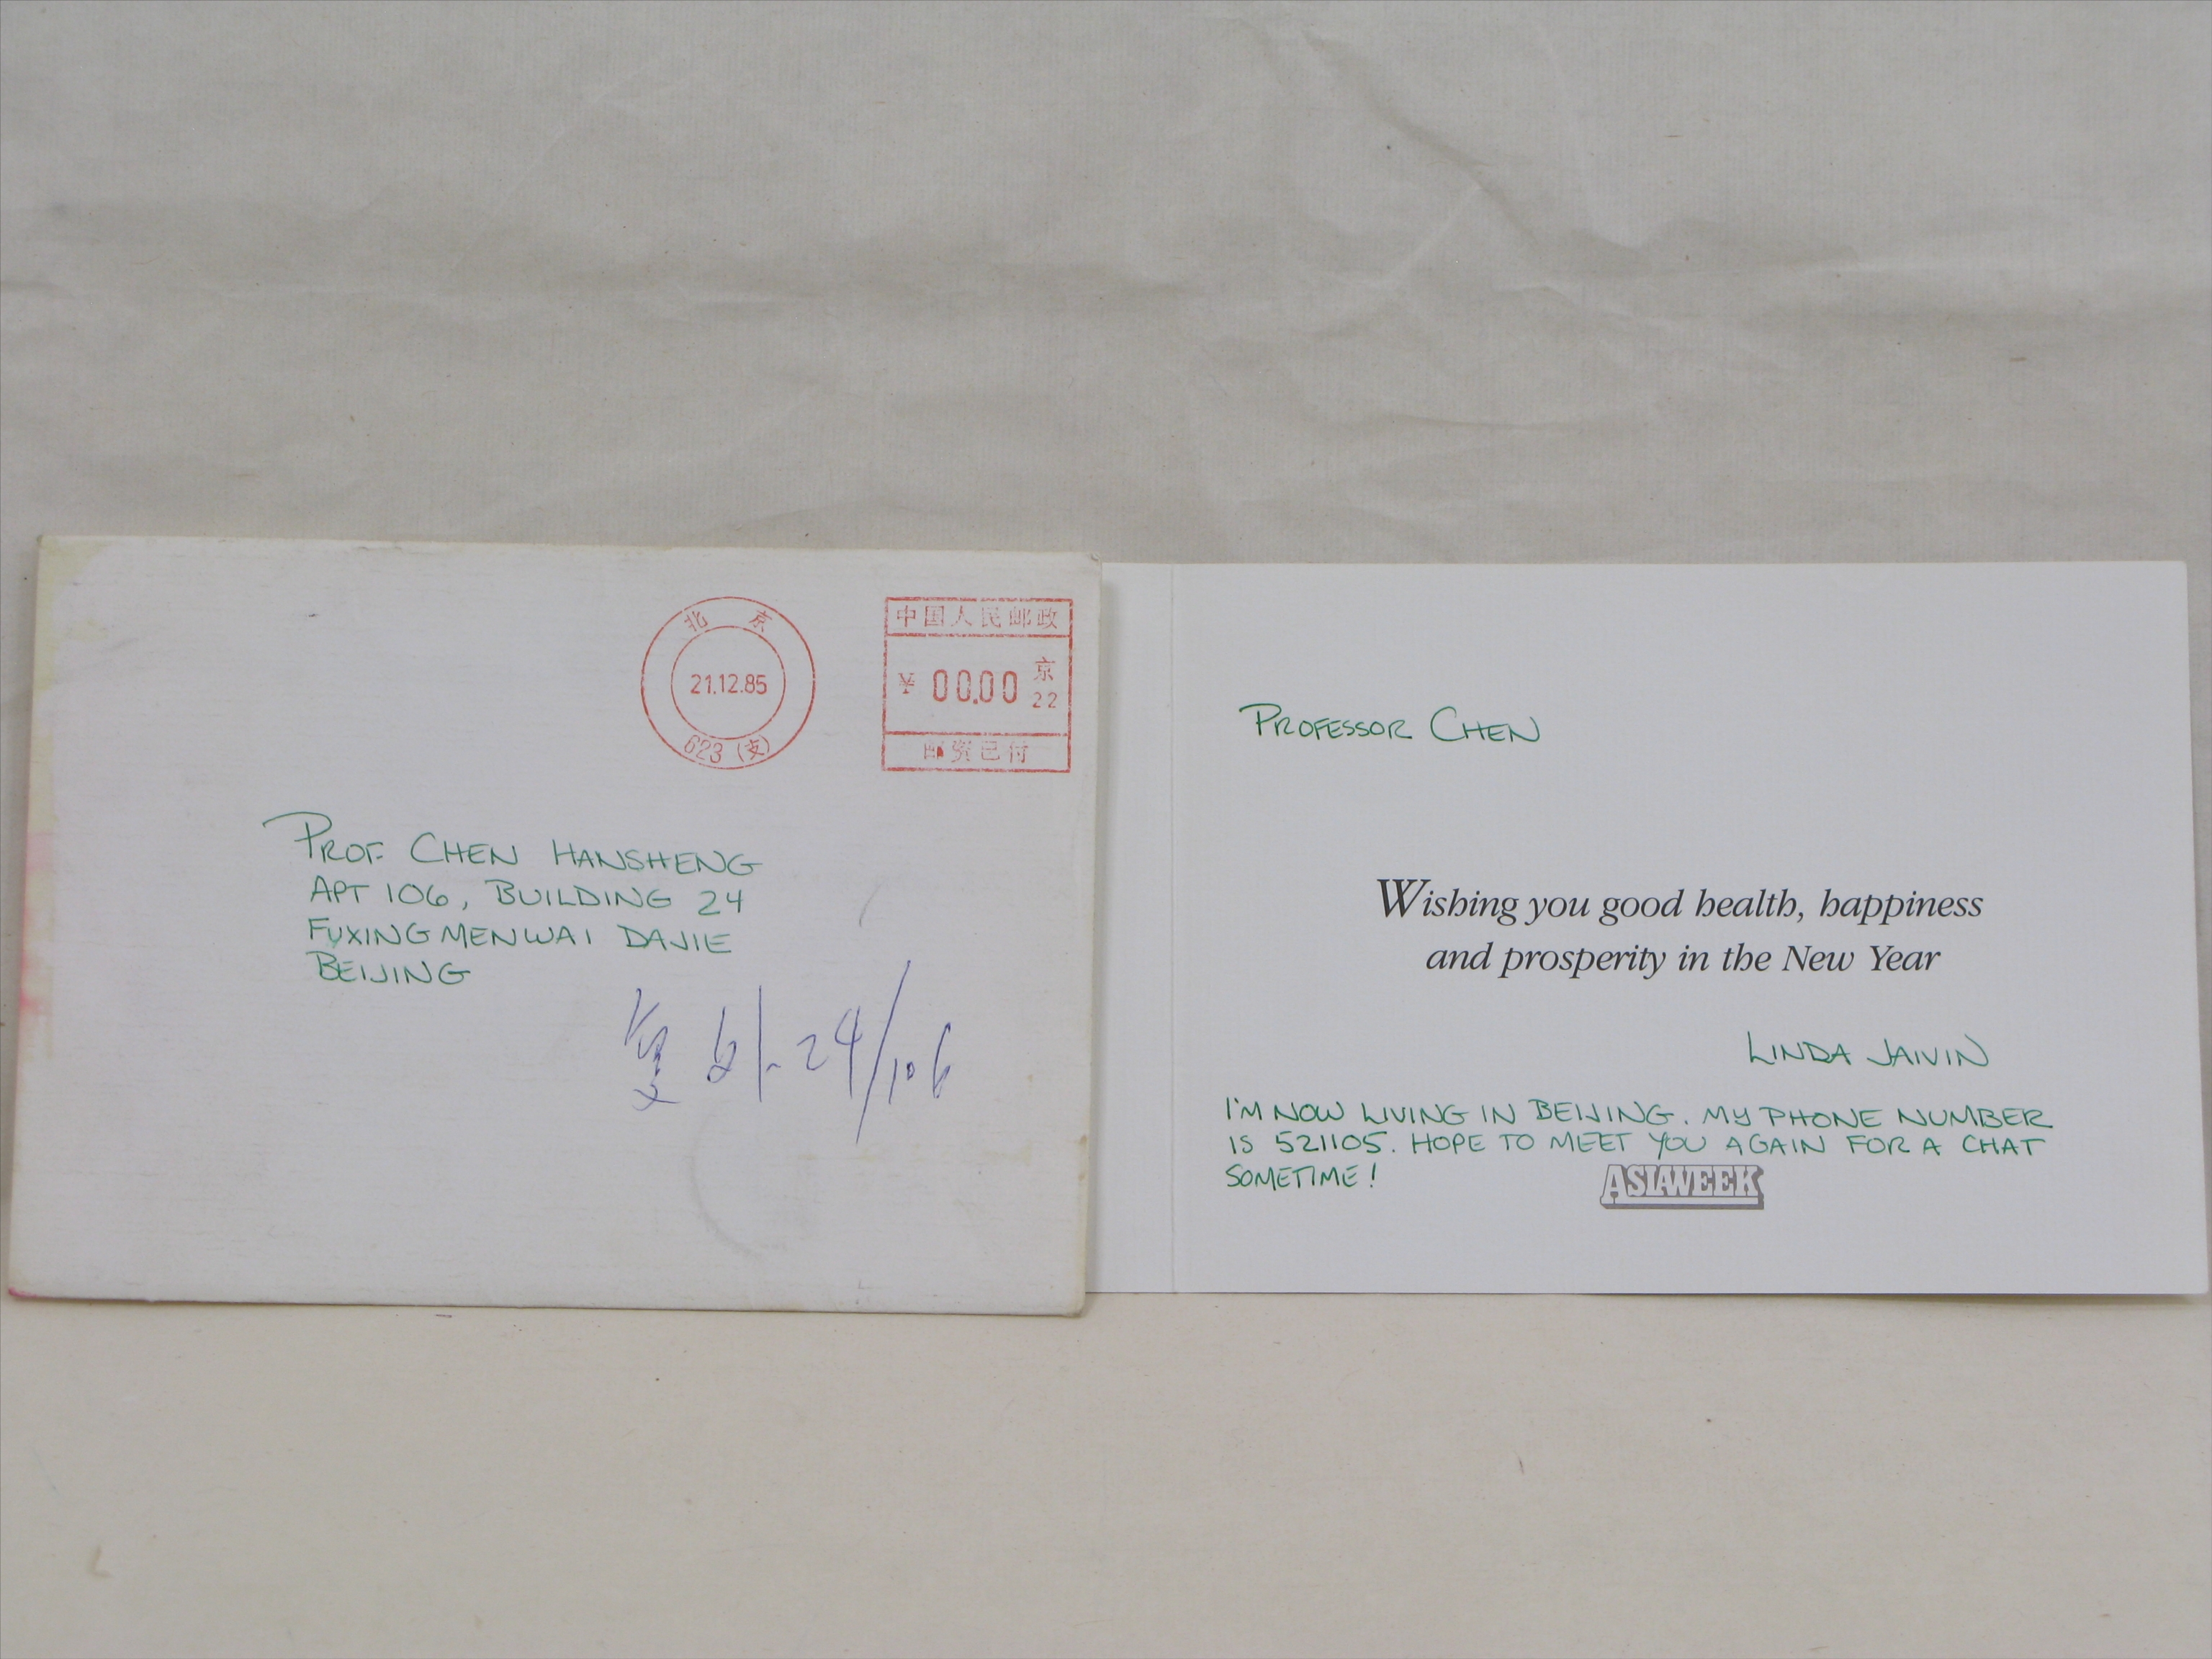 北京
21.12.85
623 (支)
中国人民邮政
¥ 00.00 京 22
邮资已付
PROF. CHEN HANSHENG
APT 106, BUILDING 24
FUXINGMENWAI DAJIE
BEIJING
复外-24/106
PROFESSOR CHEN
Wishing you good health, happiness
and prosperity in the New Year
LINDA JAIVIN
I'M NOW LIVING IN BEIJING. MY PHONE NUMBER
IS 521105. HOPE TO MEET YOU AGAIN FOR A CHAT
SOMETIME!
ASIAWEEK